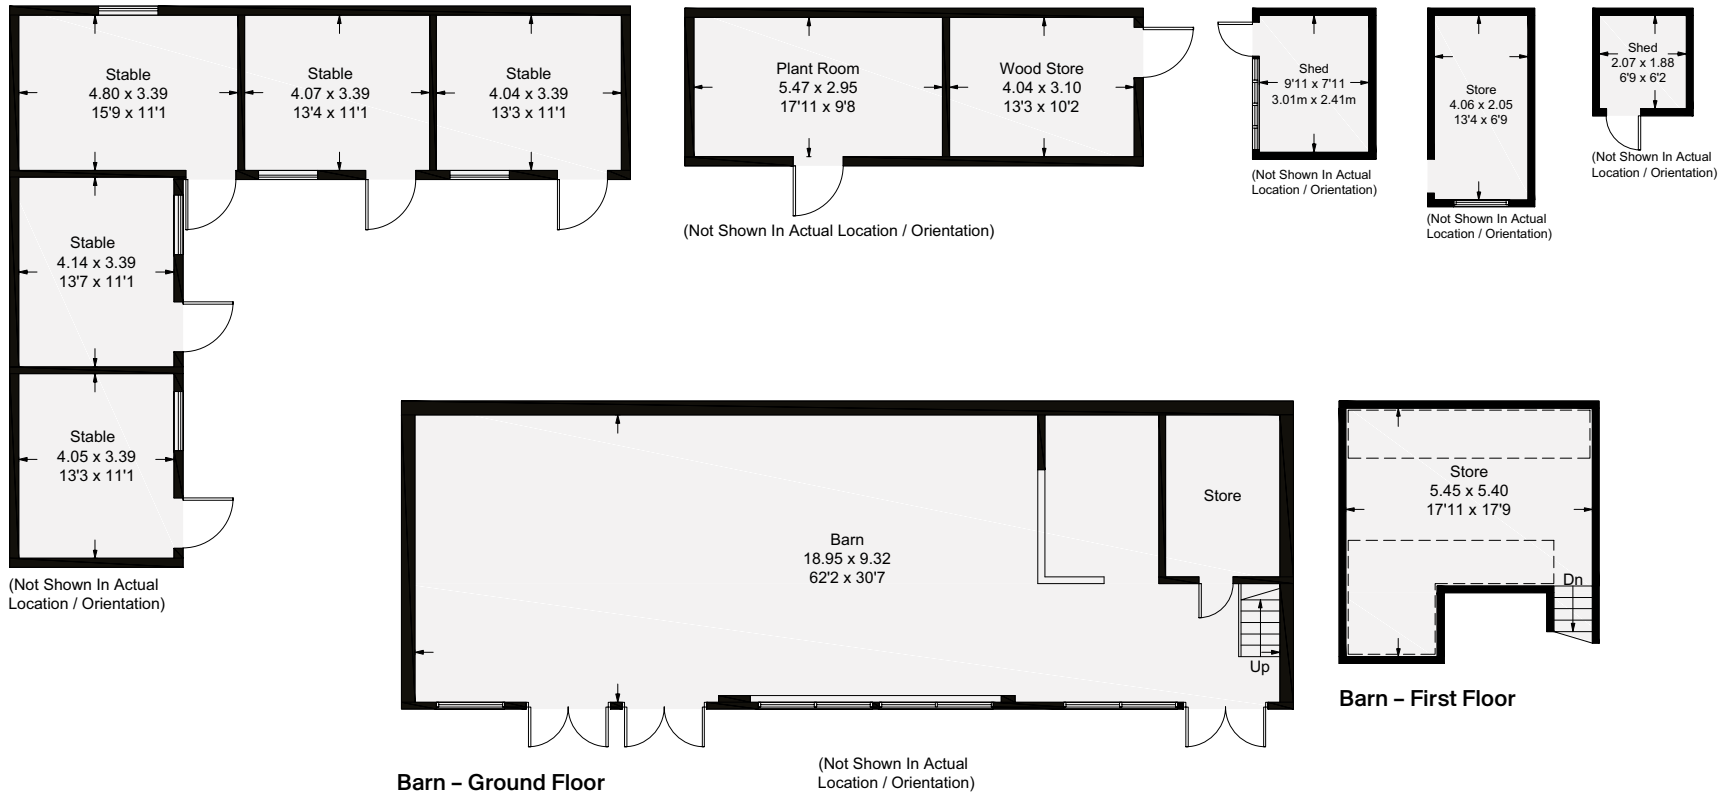 Stable
4.80 x 3.39
15'9 x 11'1
Stable
4.07 x 3.39
13'4 x 11'1
Stable
4.04 x 3.39
13'3 x 11'1
Stable
4.14 x 3.39
13'7 x 11'1
Stable
4.05 x 3.39
13'3 x 11'1
(Not Shown In Actual
Location / Orientation)
Plant Room
5.47 x 2.95
17'11 x 9'8
Wood Store
4.04 x 3.10
13'3 x 10'2
(Not Shown In Actual Location / Orientation)
Shed
9'11 x 7'11
3.01m x 2.41m
(Not Shown In Actual
Location / Orientation)
Store
4.06 x 2.05
13'4 x 6'9
(Not Shown In Actual
Location / Orientation)
Shed
2.07 x 1.88
6'9 x 6'2
(Not Shown In Actual
Location / Orientation)
Barn
18.95 x 9.32
62'2 x 30'7
Store
Up
Barn – Ground Floor
(Not Shown In Actual
Location / Orientation)
Store
5.45 x 5.40
17'11 x 17'9
Dn
Barn – First Floor